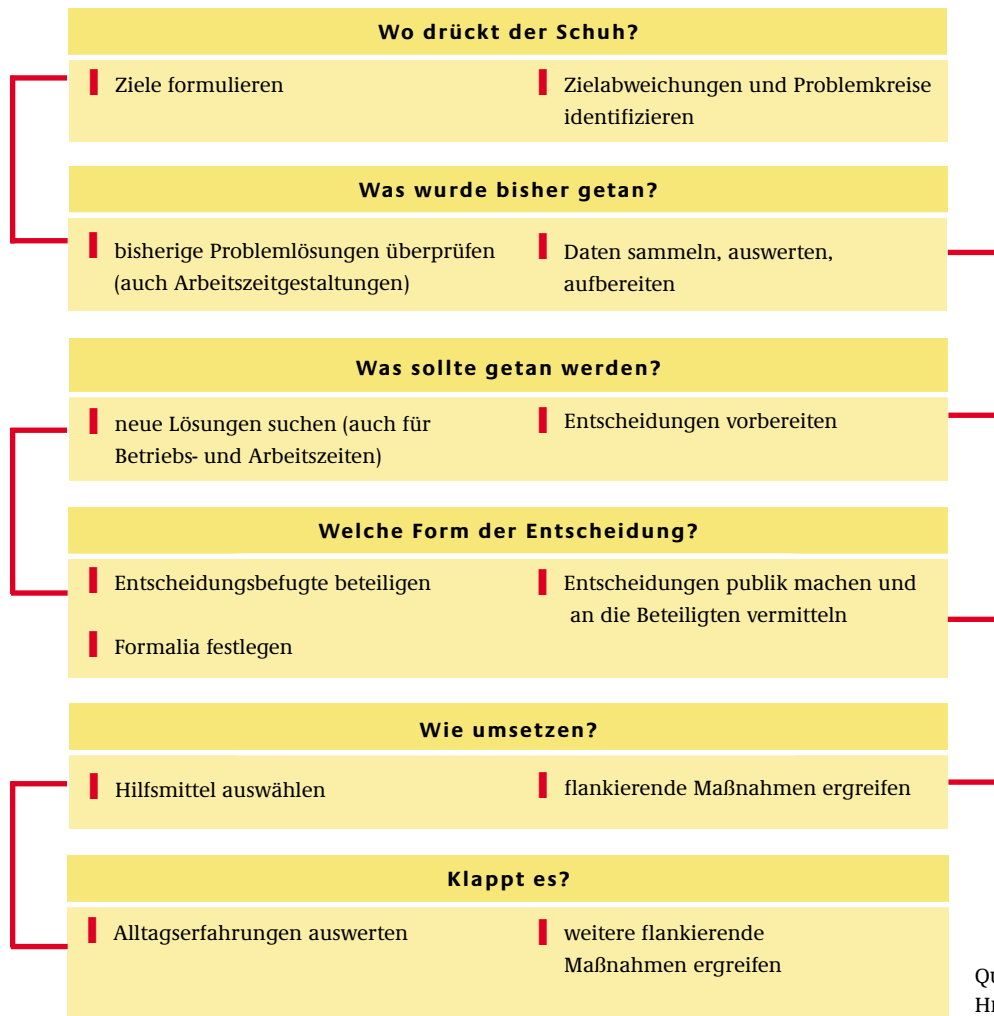 Wo drückt der Schuh?
Ziele formulieren
Zielabweichungen und Problemkreise
identifizieren
Was wurde bisher getan?
bisherige Problemlösungen überprüfen
(auch Arbeitszeitgestaltungen)
Daten sammeln, auswerten,
aufbereiten
Was sollte getan werden?
neue Lösungen suchen (auch für
Betriebs- und Arbeitszeiten)
Entscheidungen vorbereiten
Welche Form der Entscheidung?
Entscheidungsbefugte beteiligen
Formalia festlegen
Entscheidungen publik machen und
an die Beteiligten vermitteln
Wie umsetzen?
Hilfsmittel auswählen
flankierende Maßnahmen ergreifen
Klappt es?
Alltagserfahrungen auswerten
weitere flankierende
Maßnahmen ergreifen